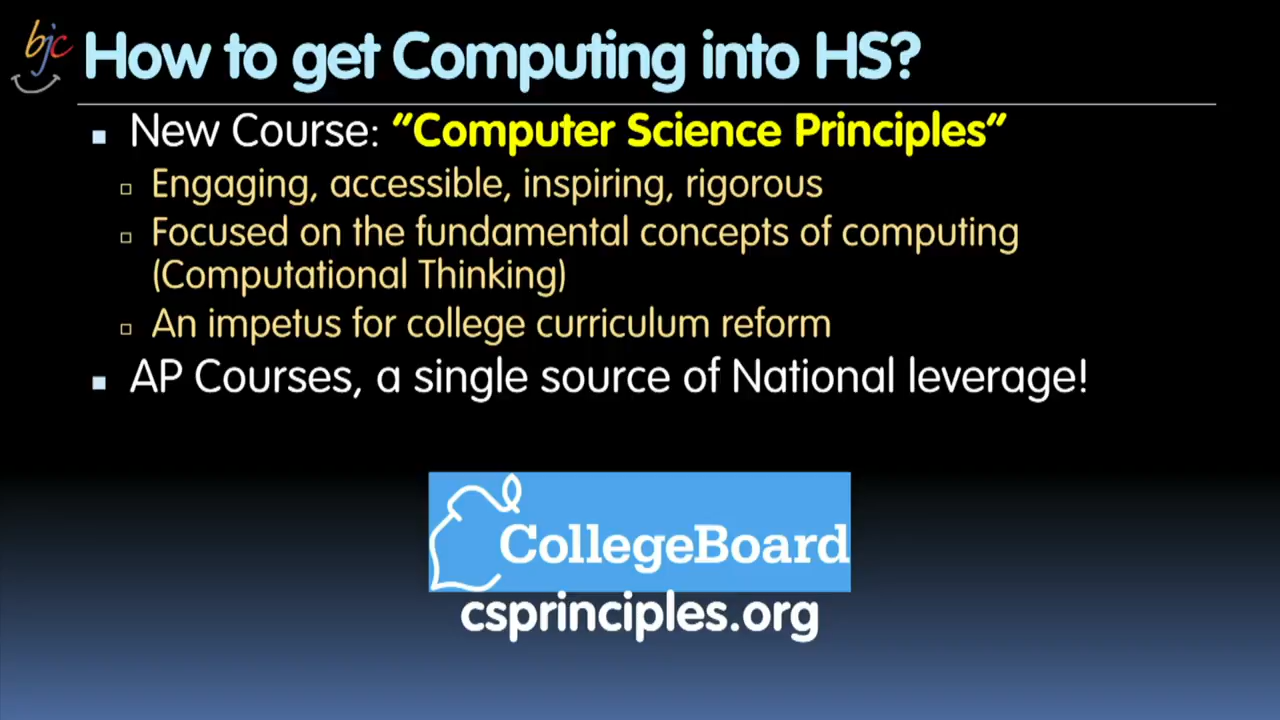 bjc
How to get Computing into HS?
New Course: "Computer Science Principles"
Engaging, accessible, inspiring, rigorous
Focused on the fundamental concepts of computing
(Computational Thinking)
An impetus for college curriculum reform
AP Courses, a single source of National leverage!
CollegeBoard
csprinciples.org